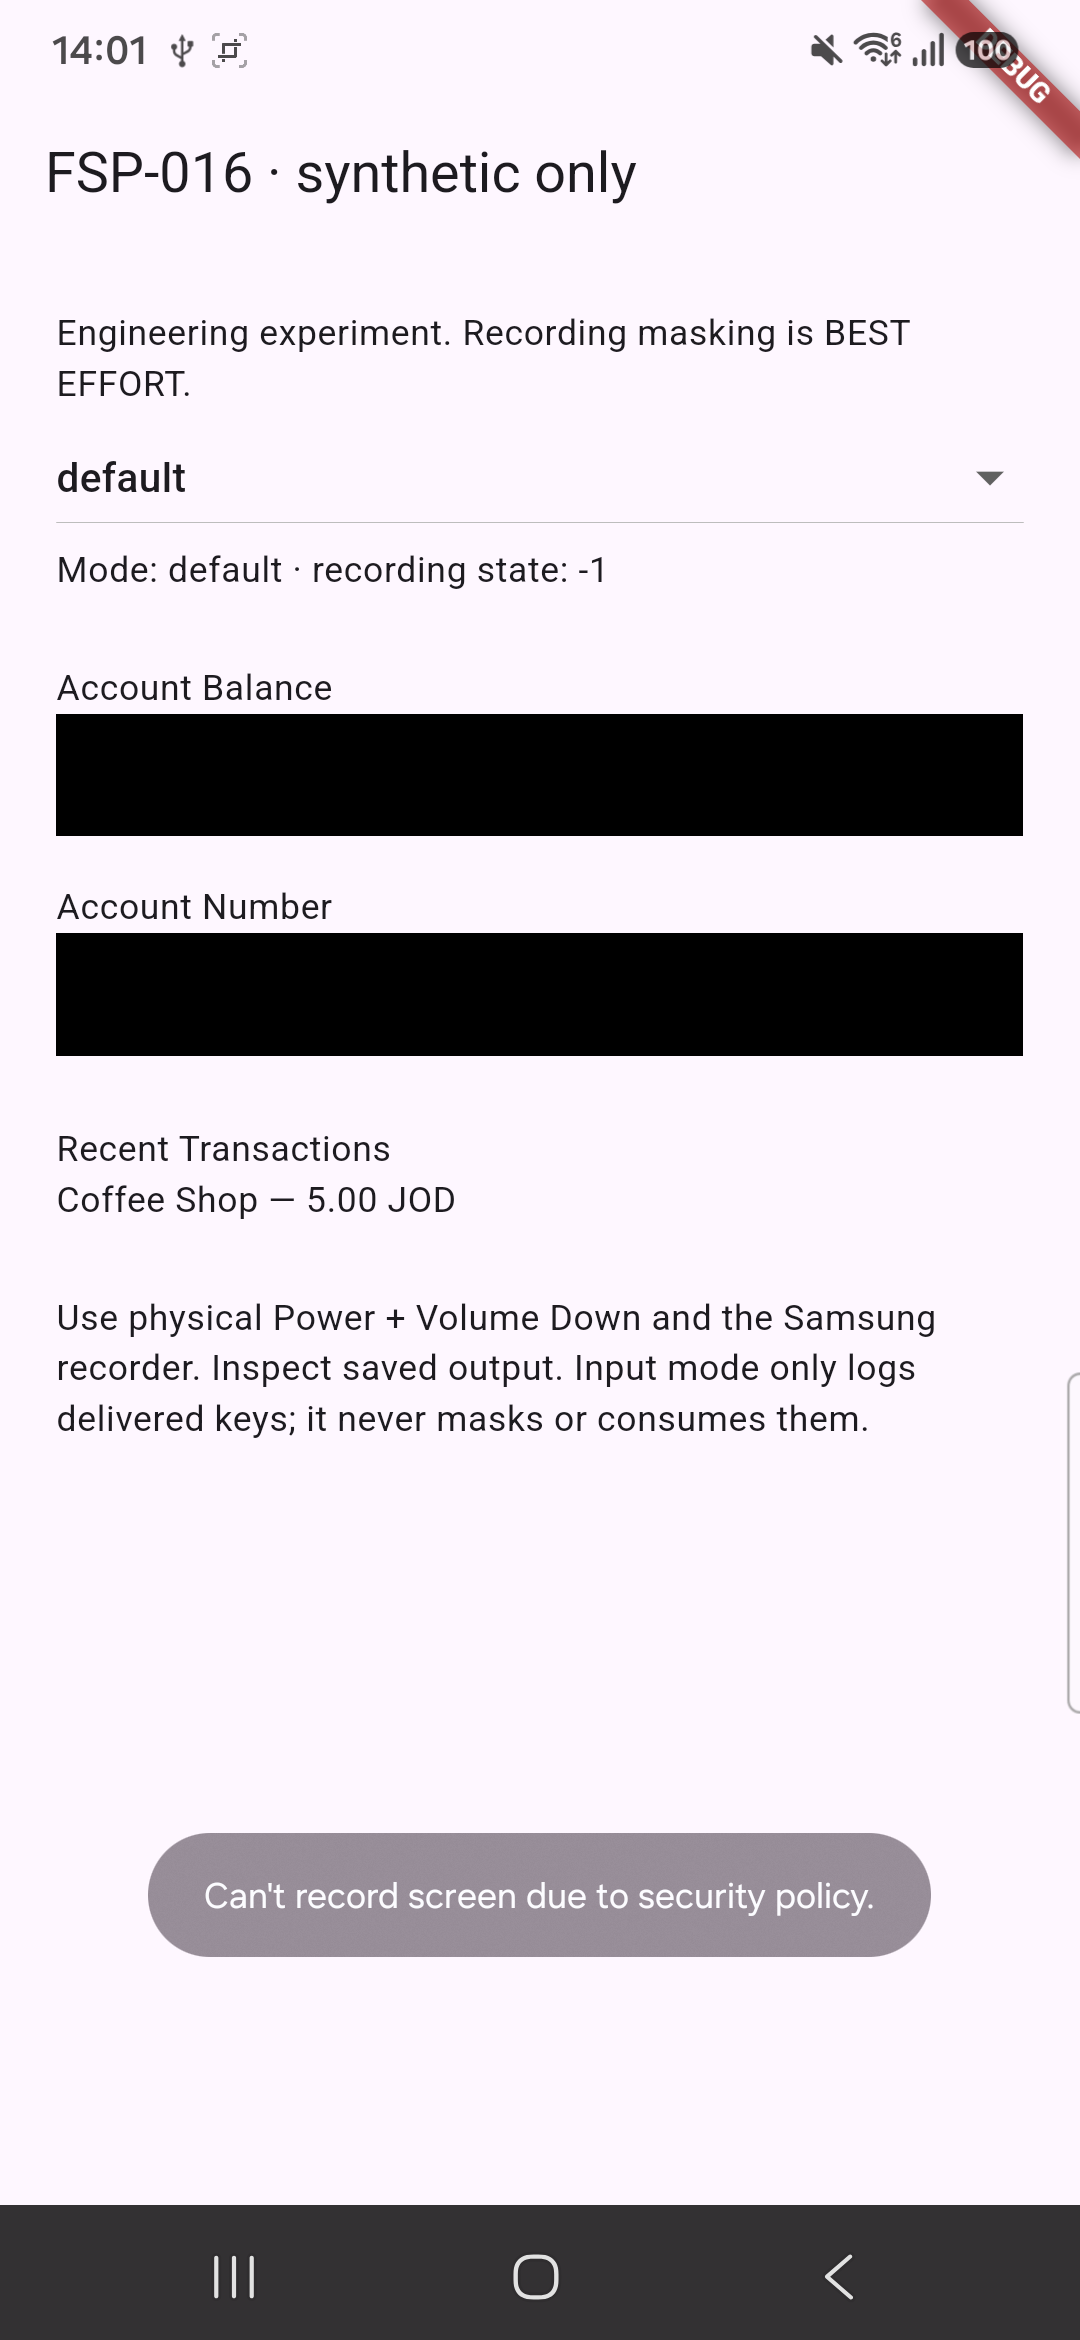 14:01
6
100
BUG
FSP-016 · synthetic only
Engineering experiment. Recording masking is BEST
EFFORT.
default
Mode: default · recording state: -1
Account Balance
Account Number
Recent Transactions
Coffee Shop — 5.00 JOD
Use physical Power + Volume Down and the Samsung
recorder. Inspect saved output. Input mode only logs
delivered keys; it never masks or consumes them.
Can't record screen due to security policy.